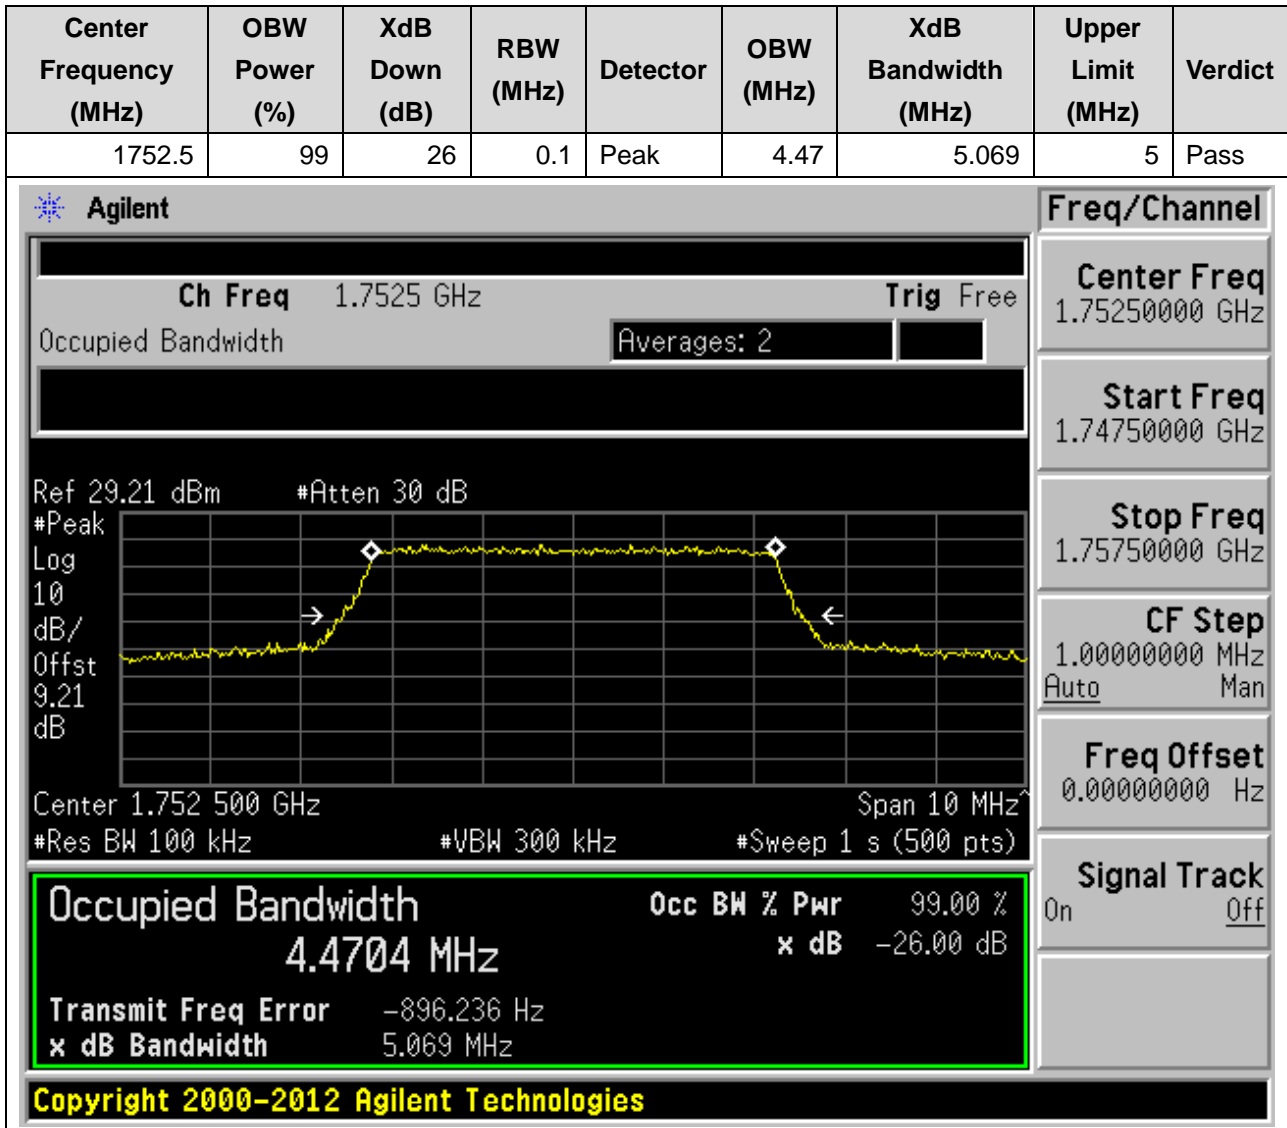 Center Frequency (MHz) OBW Power (%) XdB Down (dB) RBW (MHz) Detector OBW (MHz) XdB Bandwidth (MHz) Upper Limit (MHz) Verdict
1752.5 99 26 0.1 Peak 4.47 5.069 5 Pass
Agilent
Freq/Channel
Ch Freq 1.7525 GHz Trig Free
Occupied Bandwidth Averages: 2
Center Freq
1.75250000 GHz
Start Freq
1.74750000 GHz
Stop Freq
1.75750000 GHz
CF Step
1.00000000 MHz
Auto Man
Freq Offset
0.00000000 Hz
Signal Track
On Off
Ref 29.21 dBm #Atten 30 dB
#Peak
Log
10
dB/
Offst
9.21
dB
Center 1.752 500 GHz Span 10 MHz^
#Res BW 100 kHz #VBW 300 kHz #Sweep 1 s (500 pts)
Occupied Bandwidth Occ BW % Pwr 99.00 %
4.4704 MHz x dB -26.00 dB
Transmit Freq Error -896.236 Hz
x dB Bandwidth 5.069 MHz
Copyright 2000-2012 Agilent Technologies